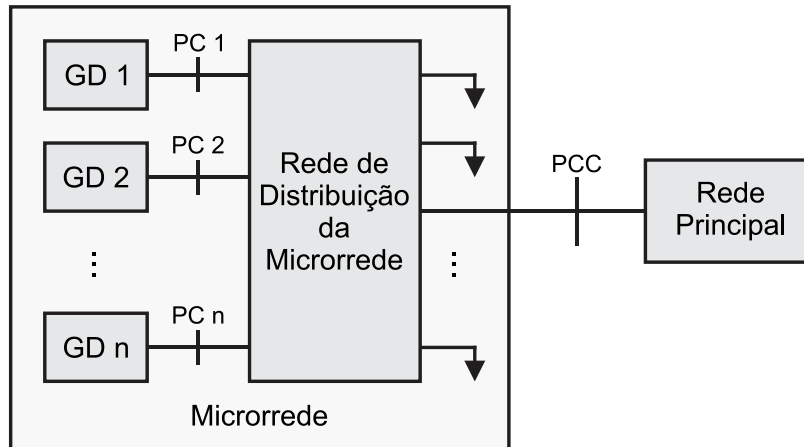 GD 1
PC 1
GD 2
PC 2
⋮
GD n
PC n
Rede de
Distribuição
da
Microrrede
⋮
PCC
Rede
Principal
Microrrede